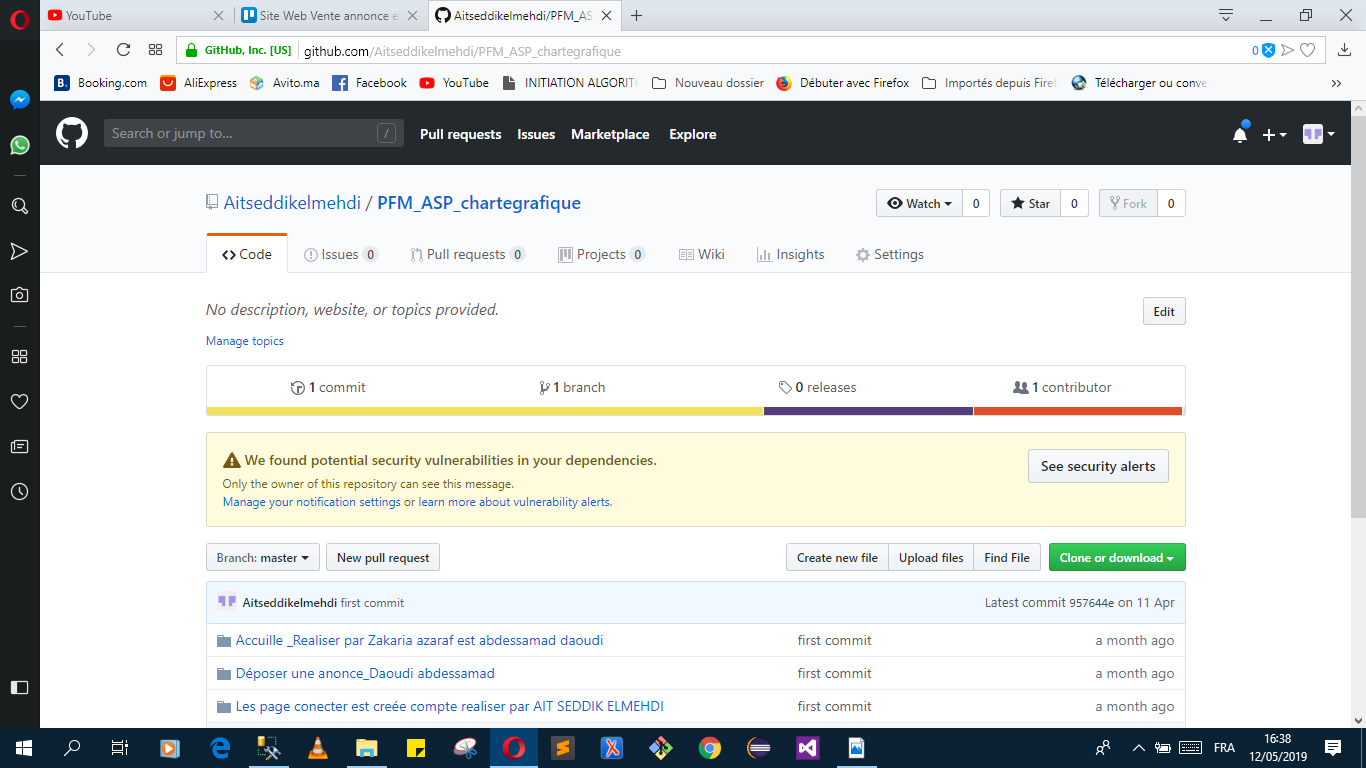 YouTube
Site Web Vente annonce e
Aitseddikelmehdi/PFM_AS
GitHub, Inc. [US] github.com/Aitseddikelmehdi/PFM_ASP_chartegrafique
0
Booking.com AliExpress Avito.ma Facebook YouTube INITIATION ALGORIT Nouveau dossier Débuter avec Firefox Importés depuis Firef Télécharger ou conve
Search or jump to... / Pull requests Issues Marketplace Explore
Aitseddikelmehdi / PFM_ASP_chartegrafique
Watch 0 Star 0 Fork 0
Code Issues 0 Pull requests 0 Projects 0 Wiki Insights Settings
No description, website, or topics provided.
Edit
Manage topics
1 commit 1 branch 0 releases 1 contributor
We found potential security vulnerabilities in your dependencies.
Only the owner of this repository can see this message.
Manage your notification settings or learn more about vulnerability alerts.
See security alerts
Branch: master New pull request Create new file Upload files Find File Clone or download
Aitseddikelmehdi first commit Latest commit 957644e on 11 Apr
Accuille _Realiser par Zakaria azaraf est abdessamad daoudi first commit a month ago
Déposer une anonce_Daoudi abdessamad first commit a month ago
Les page conecter est creée compte realiser par AIT SEDDIK ELMEHDI first commit a month ago
FRA
16:38
12/05/2019